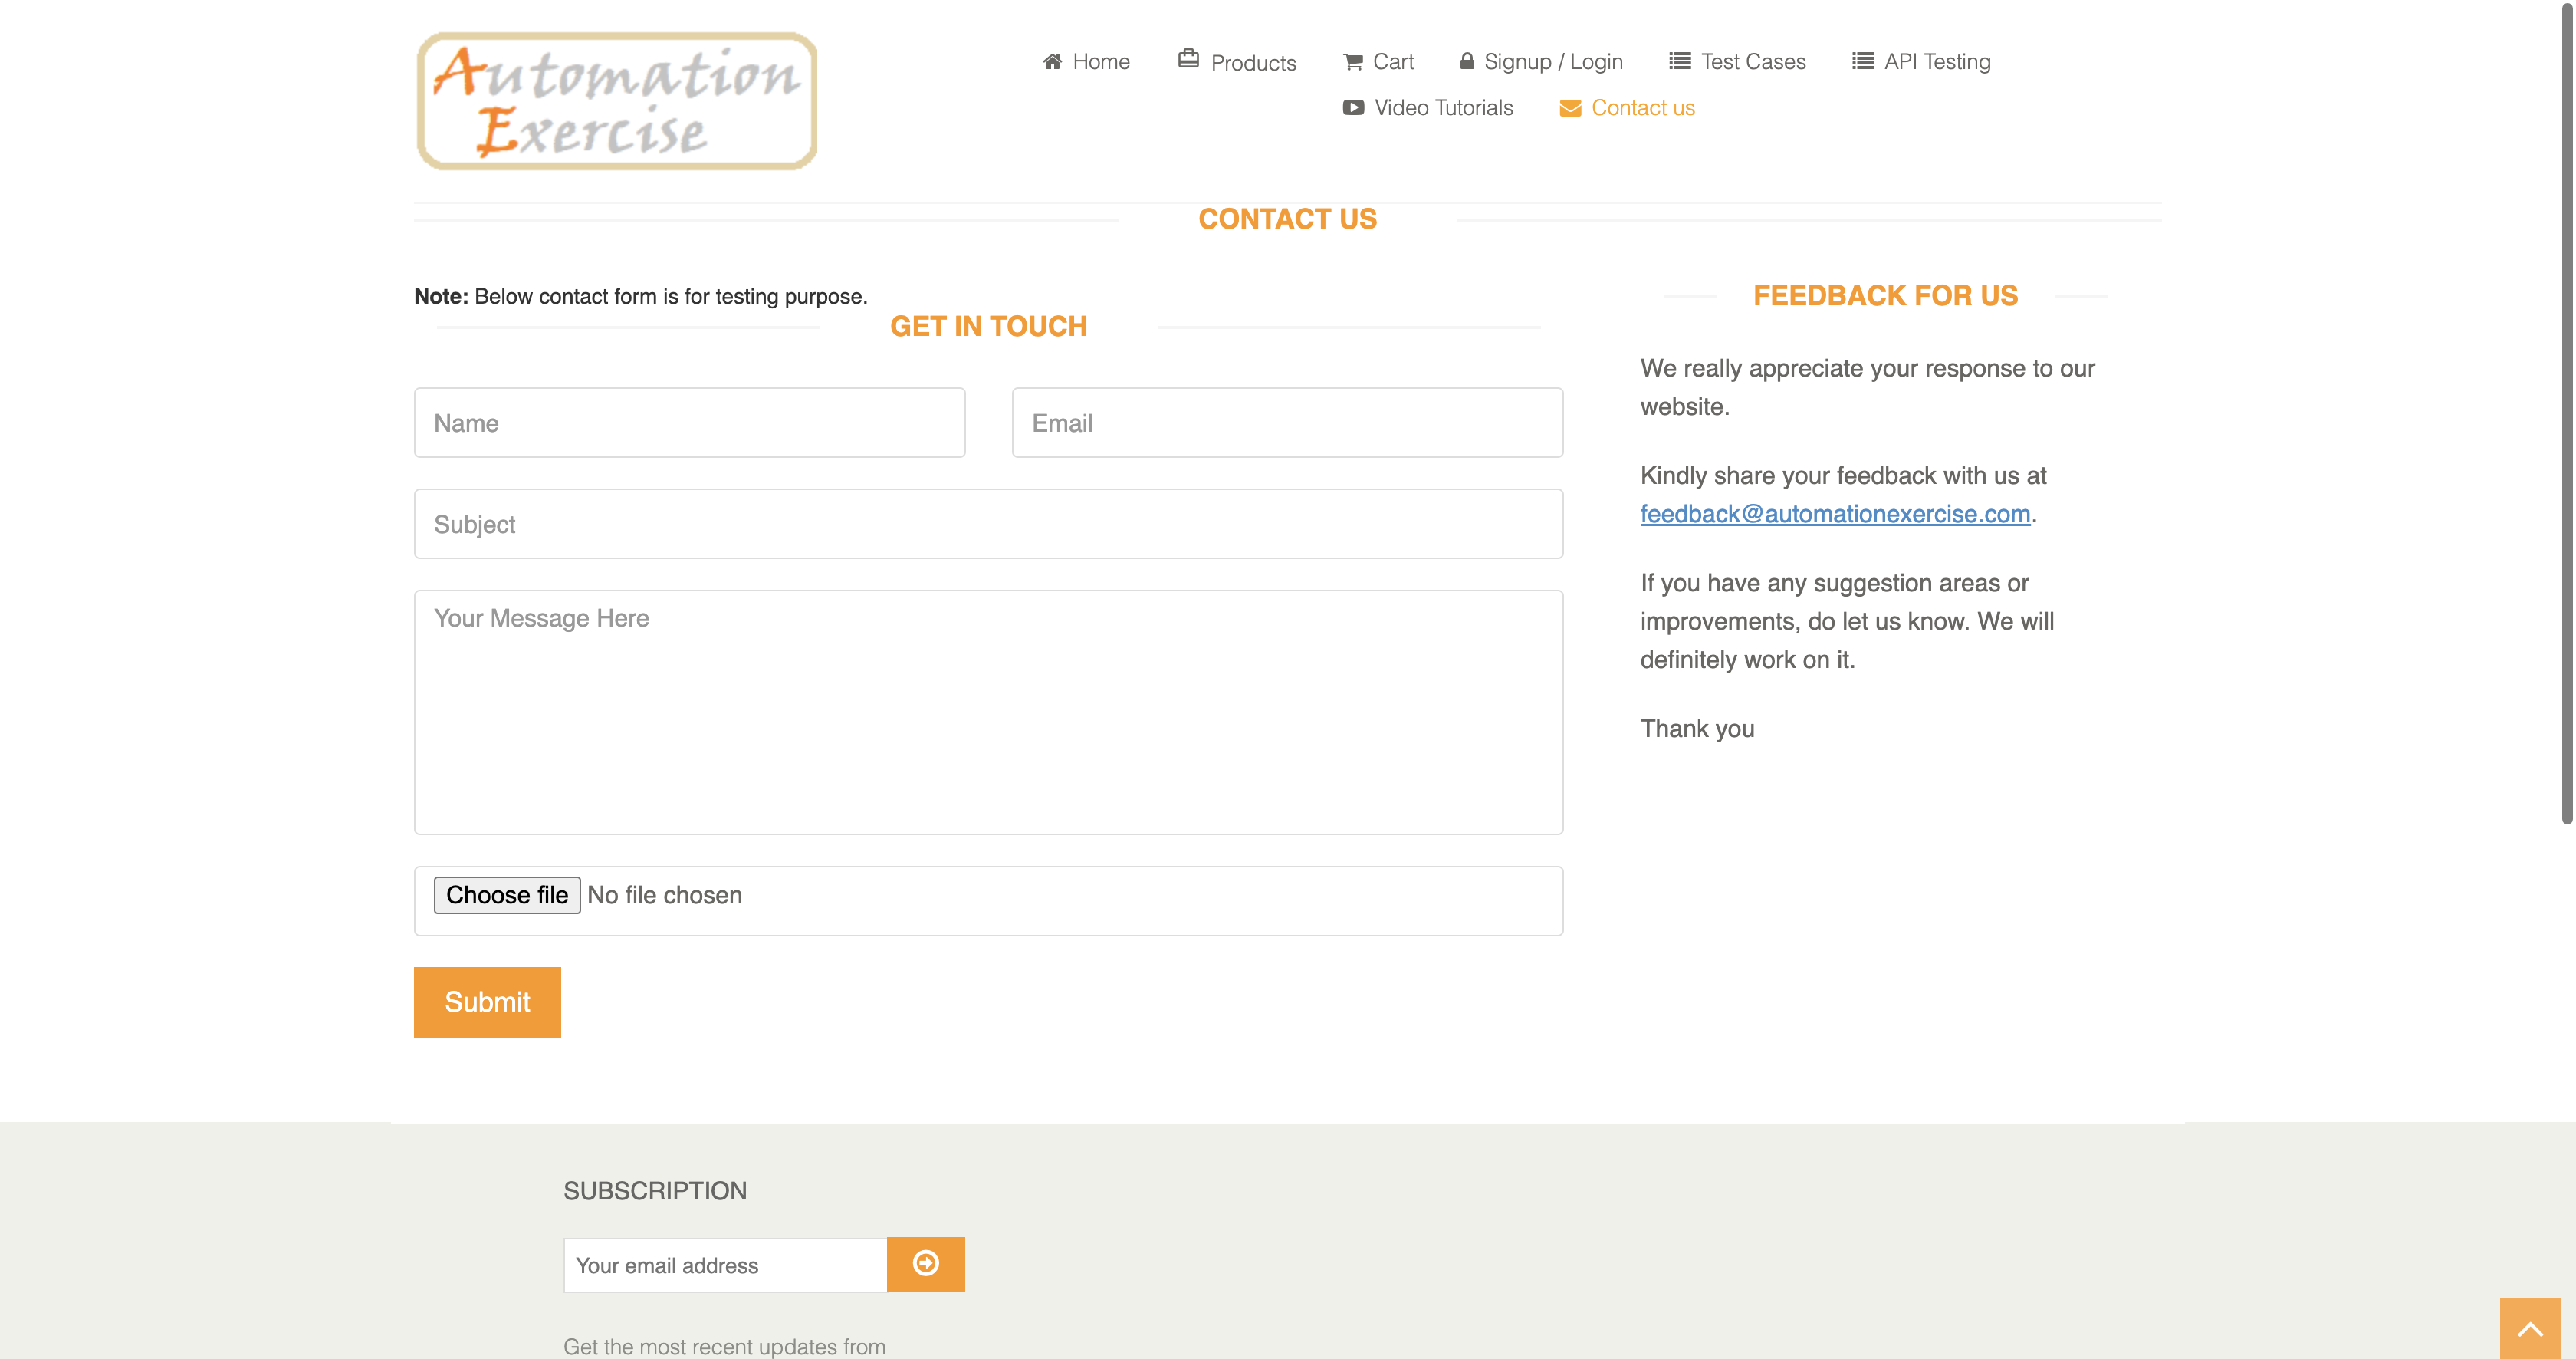 Automation
Exercise
Home Products Cart Signup / Login Test Cases API Testing
Video Tutorials Contact us
CONTACT US
Note: Below contact form is for testing purpose.
GET IN TOUCH
Name Email
Subject
Your Message Here
Choose file No file chosen
Submit
FEEDBACK FOR US
We really appreciate your response to our
website.
Kindly share your feedback with us at
feedback@automationexercise.com.
If you have any suggestion areas or
improvements, do let us know. We will
definitely work on it.
Thank you
SUBSCRIPTION
Your email address
Get the most recent updates from